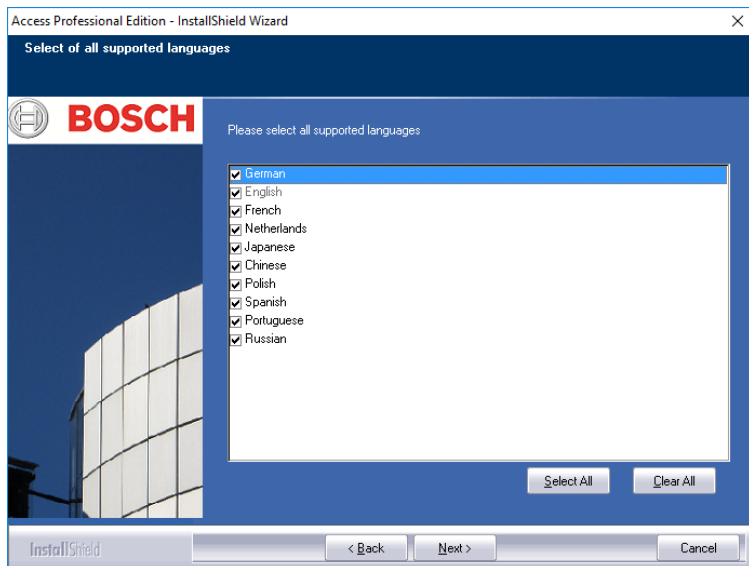 Access Professional Edition - InstallShield Wizard
Select of all supported languages
BOSCH
Please select all supported languages
German
English
French
Netherlands
Japanese
Chinese
Polish
Spanish
Portuguese
Russian
Select All
Clear All
InstallShield
< Back
Next >
Cancel